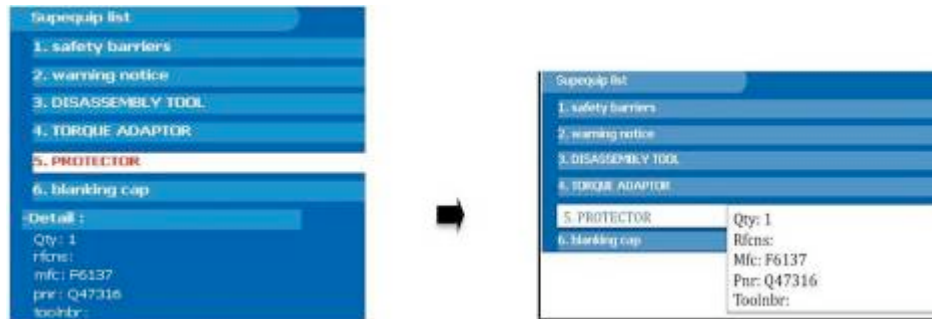 Supequip list
1. safety barriers
2. warning notice
3. DISASSEMBLY TOOL
4. TORQUE ADAPTOR
5. PROTECTOR
6. blanking cap
-Detail :
Qty: 1
rfcns:
mfc: F6137
pnr: Q47316
toolnbr:
Supequip list
1. safety barriers
2. warning notice
3. DISASSEMBLY TOOL
4. TORQUE ADAPTOR
5. PROTECTOR
6. blanking cap
Qty: 1
Rfcns:
Mfc: F6137
Pnr: Q47316
Toolnbr: